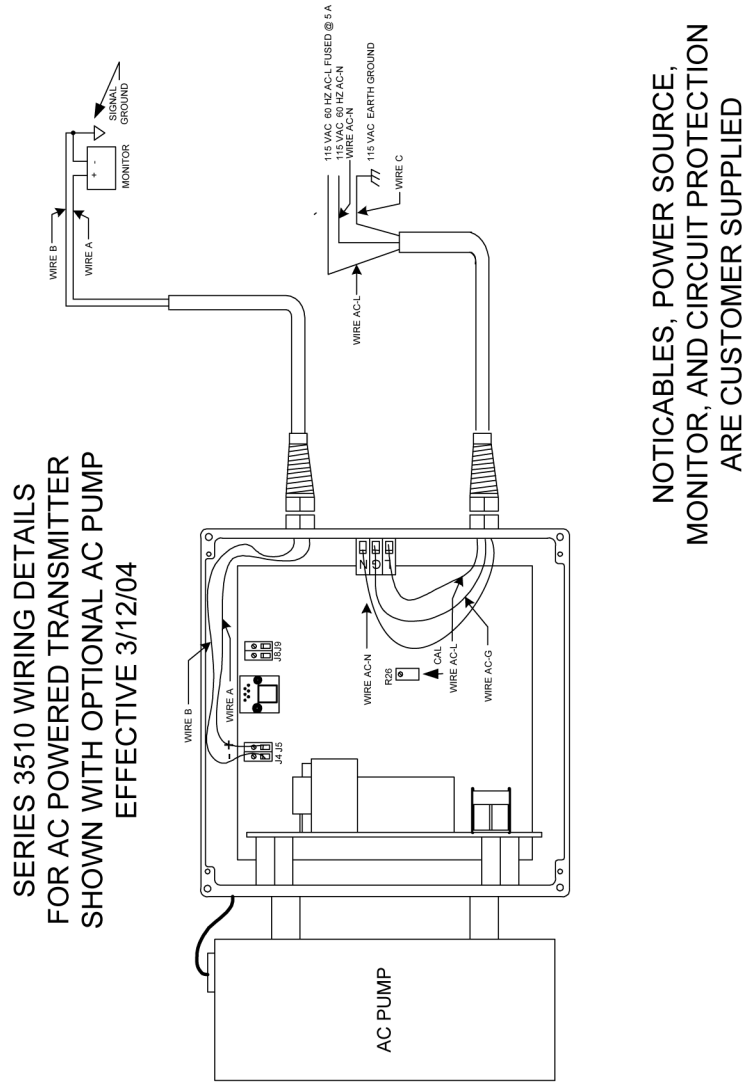 SERIES 3510 WIRING DETAILS
FOR AC POWERED TRANSMITTER
SHOWN WITH OPTIONAL AC PUMP
EFFECTIVE 3/12/04
WIRE B
WIRE A
+ -
MONITOR
SIGNAL
GROUND
115 VAC 60 HZ AC-L FUSED @ 5 A
115 VAC 60 HZ AC-N
WIRE AC-N
115 VAC EARTH GROUND
WIRE C
WIRE AC-L
WIRE B
WIRE A
- +
J4 J5
J8J9
N
G
L
WIRE AC-N
R26
CAL
WIRE AC-L
WIRE AC-G
AC PUMP
NOTICABLES, POWER SOURCE,
MONITOR, AND CIRCUIT PROTECTION
ARE CUSTOMER SUPPLIED